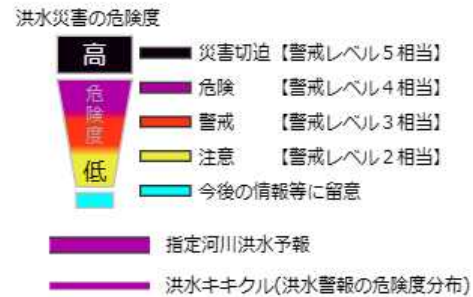 洪水災害の危険度
高
災害切迫【警戒レベル5相当】
危険度
危険 【警戒レベル4相当】
警戒 【警戒レベル3相当】
低
注意 【警戒レベル2相当】
今後の情報等に留意
指定河川洪水予報
洪水キキクル(洪水警報の危険度分布)